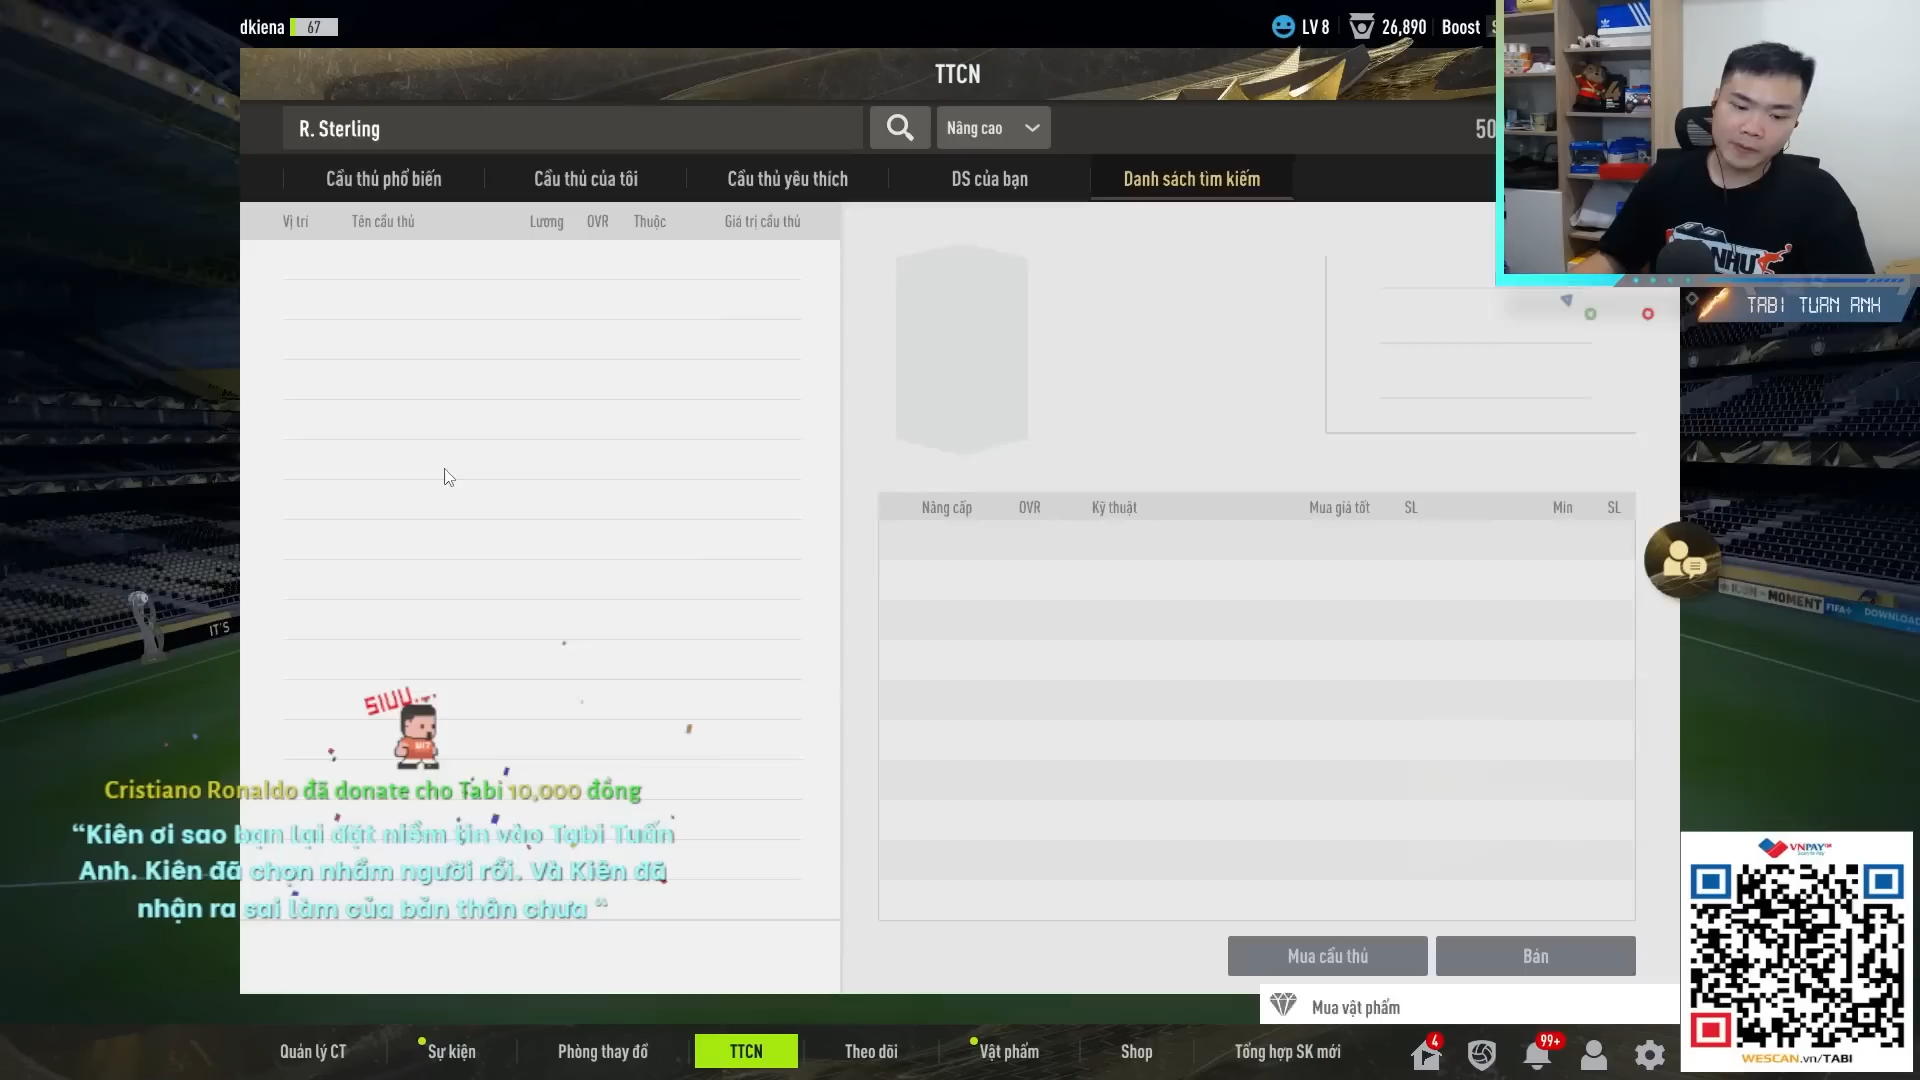 dkiena 67
LV 8 26,890 Boost
TTCN
R. Sterling
Nâng cao
50
Cầu thủ phổ biến
Cầu thủ của tôi
Cầu thủ yêu thích
DS của bạn
Danh sách tìm kiếm
Vị trí Tên cầu thủ Lương OVR Thuộc Giá trị cầu thủ
TABI TUAN ANH
Nâng cấp OVR Kỹ thuật Mua giá tốt SL Min SL
IT'S
ICON MOMENT FIFA+ DOWNLOAD
SIUU...
Cristiano Ronaldo đã donate cho Tabi 10,000 đồng
“Kiên ơi sao bạn lại đặt niềm tin vào Tabi Tuấn
Anh. Kiên đã chọn nhầm người rồi. Và Kiên đã
nhận ra sai lầm của bản thân chưa “
Mua cầu thủ
Bán
Mua vật phẩm
VNPAY
WESCAN.vn/TABI
Quản lý CT
Sự kiện
Phòng thay đồ
TTCN
Theo dõi
Vật phẩm
Shop
Tổng hợp SK mới
4
99+